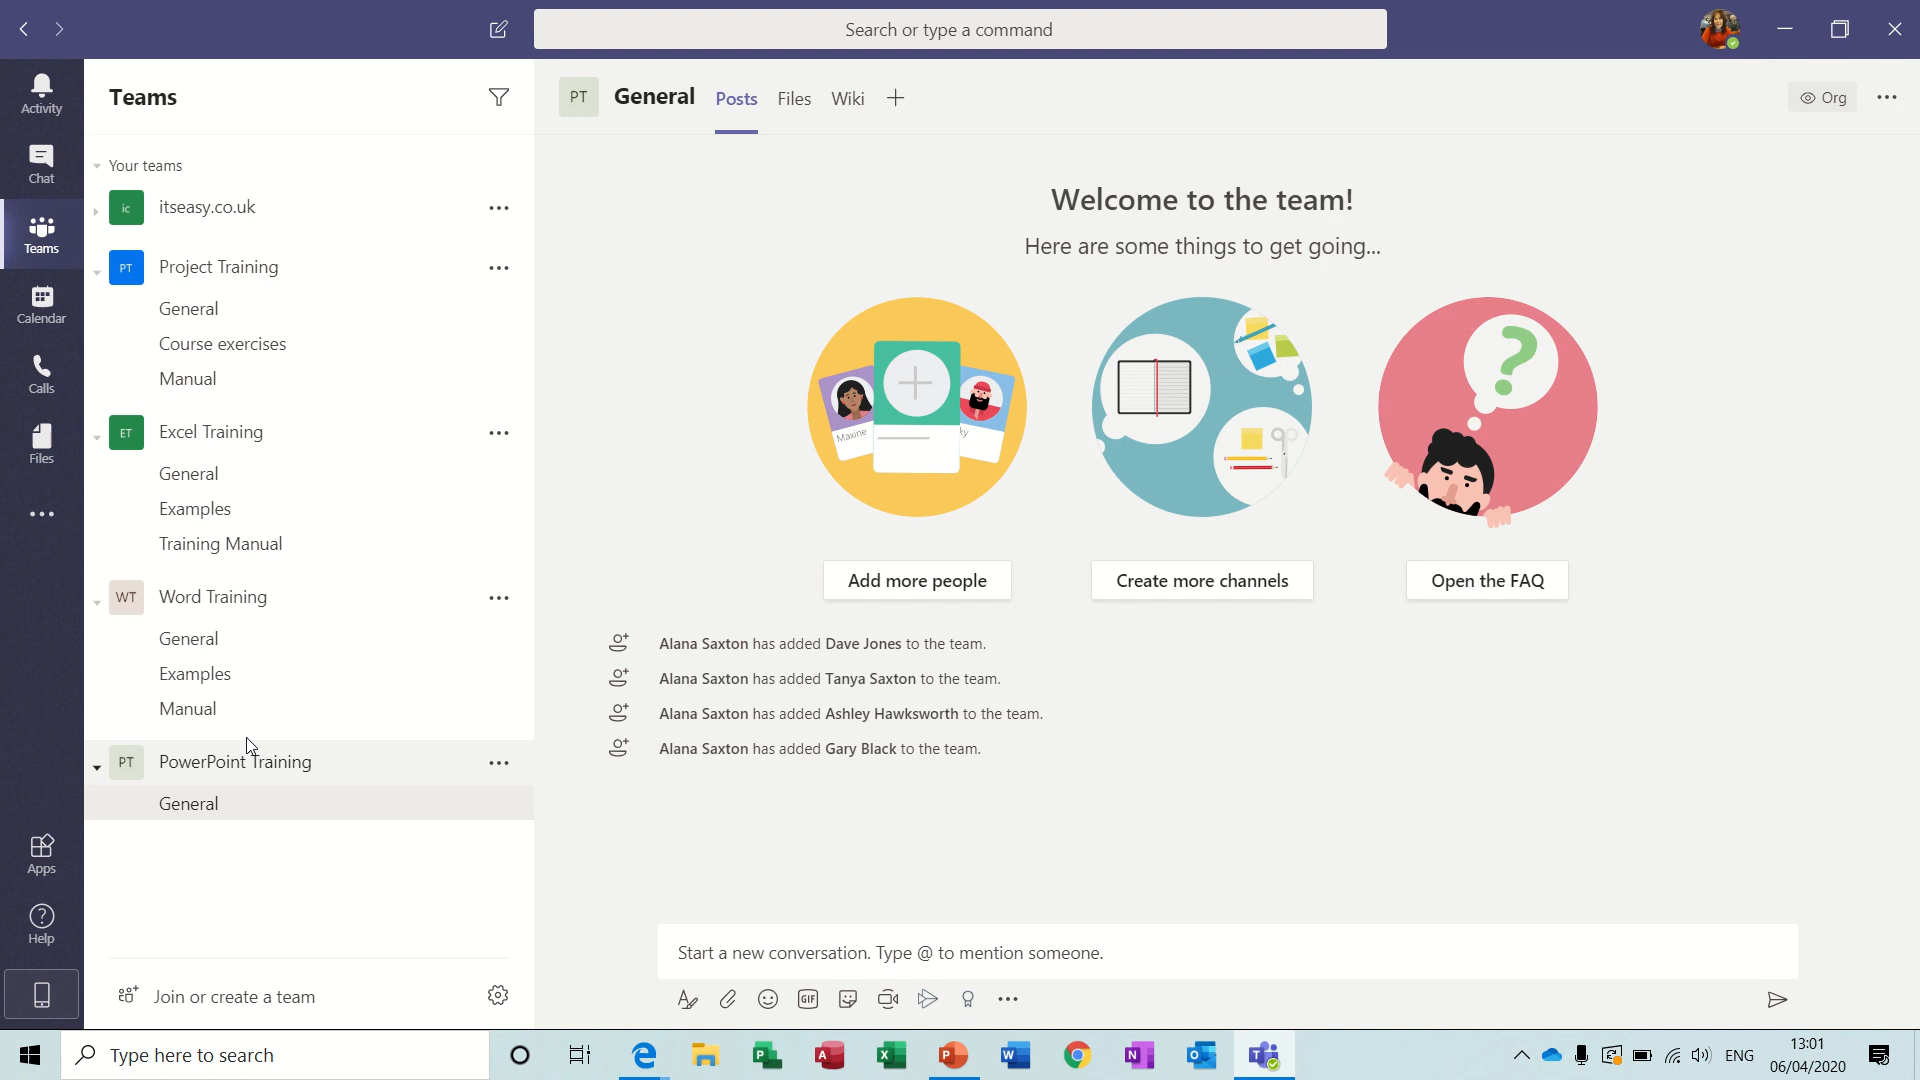 Search or type a command
Activity
Chat
Teams
Calendar
Calls
Files
Apps
Help
Teams
Your teams
ic itseasy.co.uk
PT Project Training
General
Course exercises
Manual
ET Excel Training
General
Examples
Training Manual
WT Word Training
General
Examples
Manual
PT PowerPoint Training
General
Join or create a team
PT General Posts Files Wiki
Org
Welcome to the team!
Here are some things to get going...
Maxine
ky
?
Add more people
Create more channels
Open the FAQ
Alana Saxton has added Dave Jones to the team.
Alana Saxton has added Tanya Saxton to the team.
Alana Saxton has added Ashley Hawksworth to the team.
Alana Saxton has added Gary Black to the team.
Start a new conversation. Type @ to mention someone.
GIF
Type here to search
P A X P W N O T
ENG
13:01
06/04/2020